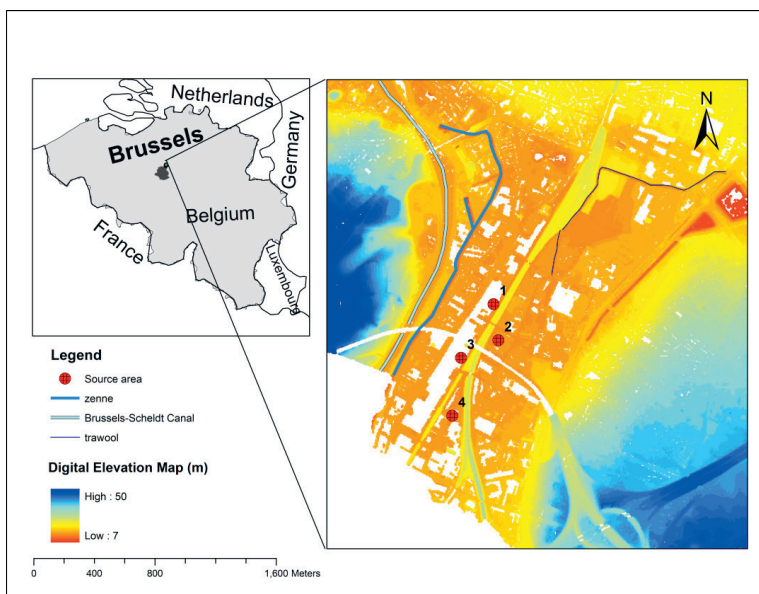 Netherlands
Brussels
Germany
Belgium
France
Luxembourg
N
1
2
3
4
Legend
Source area
zenne
Brussels-Scheldt Canal
trawool
Digital Elevation Map (m)
High : 50
Low : 7
0 400 800 1,600 Meters